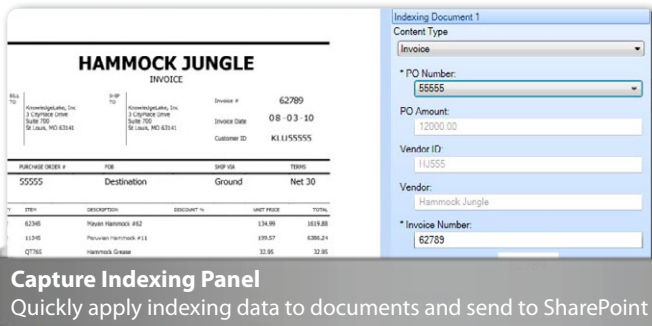 HAMMOCK JUNGLE
INVOICE
BILL TO
KnowledgeLake, Inc.
3 CityPlace Drive
Suite 700
St Louis, MO 63141
SHIP TO
KnowledgeLake, Inc.
3 CityPlace Drive
Suite 700
St Louis, MO 63141
Invoice # 62789
Invoice Date 08-03-10
Customer ID KLIJ55555
PURCHASE ORDER # FOB SHIP VIA TERMS
55555 Destination Ground Net 30
ITEM DESCRIPTION DISCOUNT % UNIT PRICE TOTAL
62345 Mayan Hammock #62 134.99 1619.88
11345 Peruvian Hammock #11 199.57 6386.24
QT765 Hammock Grease 32.95 32.95
Indexing Document 1
Content Type
Invoice
* PO Number:
55555
PO Amount:
12000.00
Vendor ID:
HJ555
Vendor:
Hammock Jungle
* Invoice Number:
62789
Capture Indexing Panel
Quickly apply indexing data to documents and send to SharePoint